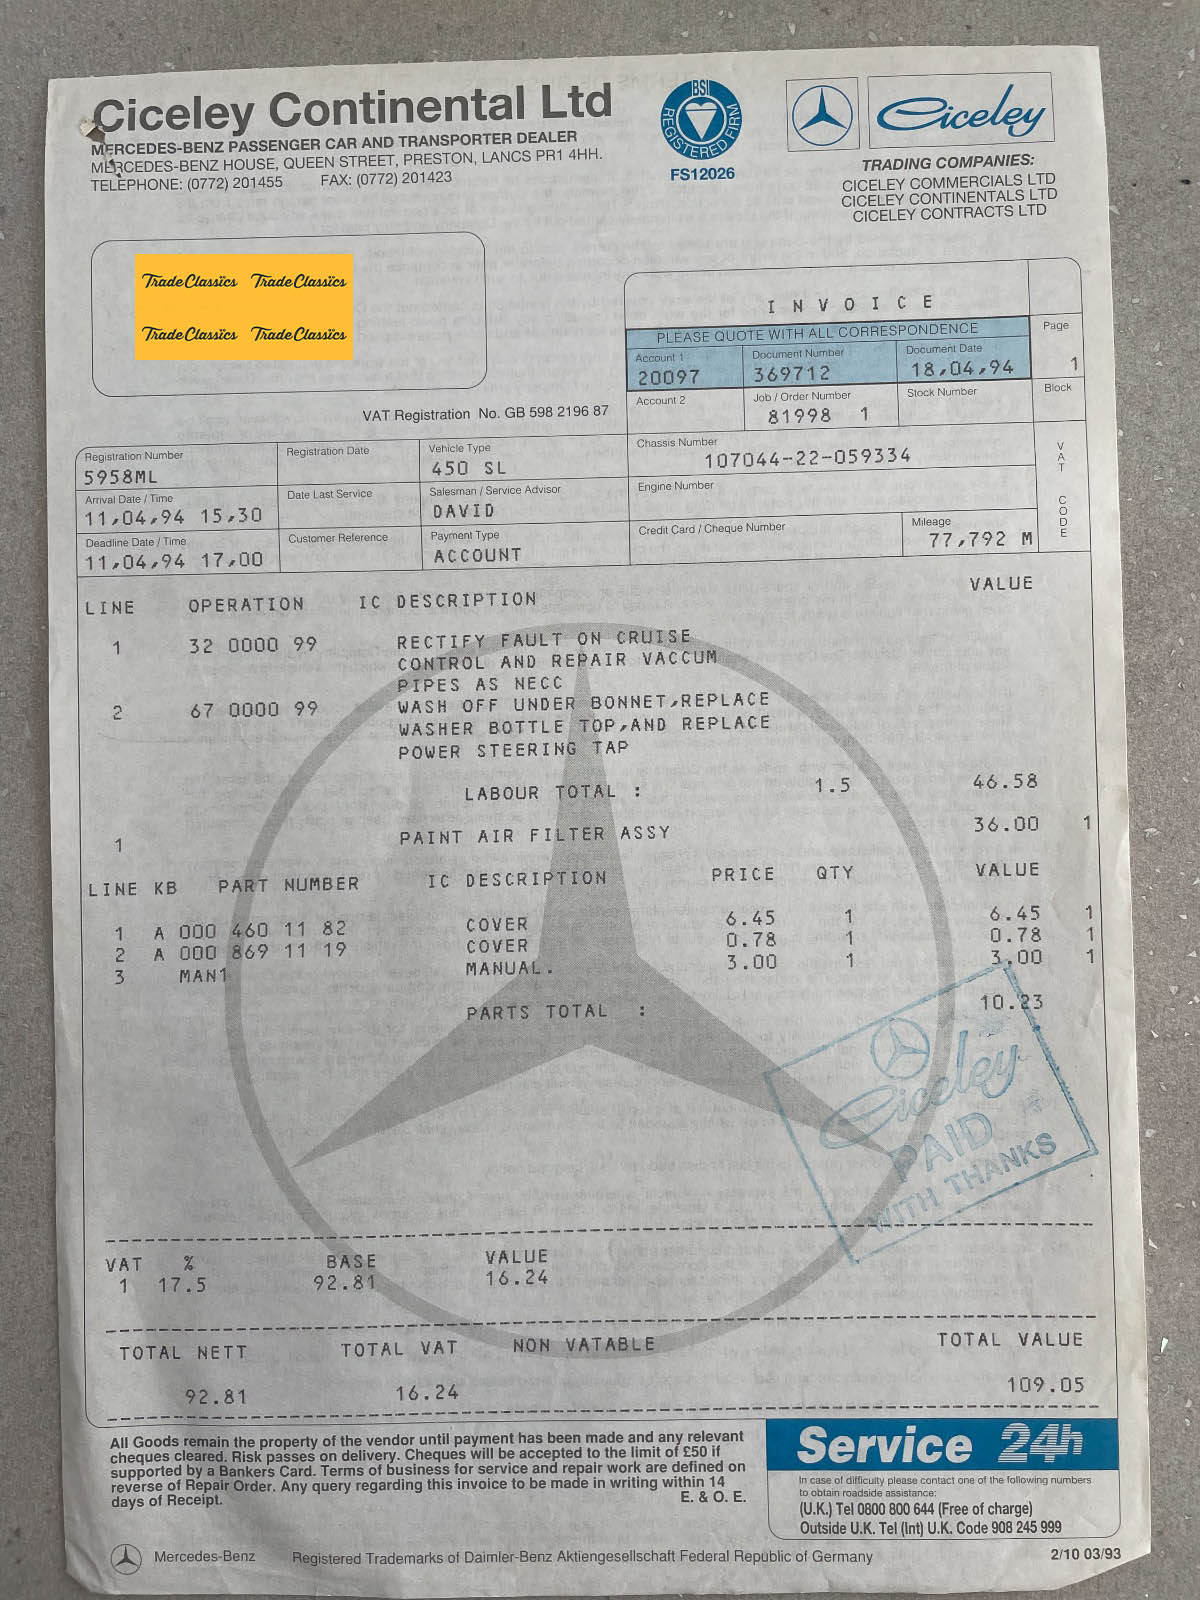 Ciceley Continental Ltd
MERCEDES-BENZ PASSENGER CAR AND TRANSPORTER DEALER
MERCEDES-BENZ HOUSE, QUEEN STREET, PRESTON, LANCS PR1 4HH.
TELEPHONE: (0772) 201455 FAX: (0772) 201423
BSI
REGISTERED FIRM
FS12026
Ciceley
TRADING COMPANIES:
CICELEY COMMERCIALS LTD
CICELEY CONTINENTALS LTD
CICELEY CONTRACTS LTD
Trade Classics Trade Classics
Trade Classics Trade Classics
INVOICE
PLEASE QUOTE WITH ALL CORRESPONDENCE
Page
1
Account 1 Document Number Document Date
20097 369712 18,04,94
Account 2 Job / Order Number Stock Number Block
81998 1
VAT Registration No. GB 598 2196 87
Registration Number Registration Date Vehicle Type Chassis Number
5958ML 450 SL 107044-22-059334
VAT CODE
Arrival Date / Time Date Last Service Salesman / Service Advisor Engine Number
11,04,94 15,30 DAVID
Deadline Date / Time Customer Reference Payment Type Credit Card / Cheque Number Mileage
11,04,94 17,00 ACCOUNT 77,792 M
LINE OPERATION IC DESCRIPTION VALUE
1 32 0000 99 RECTIFY FAULT ON CRUISE
CONTROL AND REPAIR VACCUM
PIPES AS NECC
2 67 0000 99 WASH OFF UNDER BONNET,REPLACE
WASHER BOTTLE TOP,AND REPLACE
POWER STEERING TAP
LABOUR TOTAL : 1.5 46.58
1 PAINT AIR FILTER ASSY 36.00 1
LINE KB PART NUMBER IC DESCRIPTION PRICE QTY VALUE
1 A 000 460 11 82 COVER 6.45 1 6.45 1
2 A 000 869 11 19 COVER 0.78 1 0.78 1
3 MAN1 MANUAL. 3.00 1 3.00 1
PARTS TOTAL : 10.23
Ciceley
PAID
WITH THANKS
VAT % BASE VALUE
1 17.5 92.81 16.24
TOTAL NETT TOTAL VAT NON VATABLE TOTAL VALUE
92.81 16.24 109.05
All Goods remain the property of the vendor until payment has been made and any relevant
cheques cleared. Risk passes on delivery. Cheques will be accepted to the limit of £50 if
supported by a Bankers Card. Terms of business for service and repair work are defined on
reverse of Repair Order. Any query regarding this invoice to be made in writing within 14
days of Receipt. E. & O. E.
Service 24h
In case of difficulty please contact one of the following numbers
to obtain roadside assistance:
(U.K.) Tel 0800 800 644 (Free of charge)
Outside U.K. Tel (Int) U.K. Code 908 245 999
Mercedes-Benz Registered Trademarks of Daimler-Benz Aktiengesellschaft Federal Republic of Germany 2/10 03/93